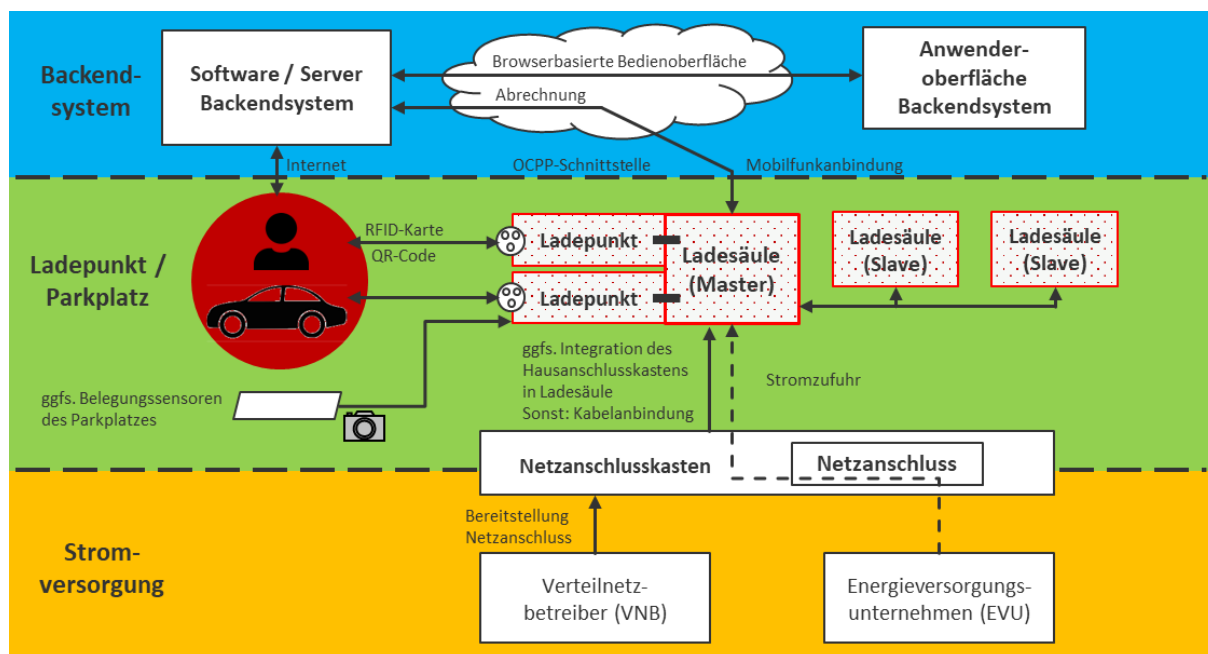 Backend-
system
Software / Server
Backendsystem
Browserbasierte Bedienoberfläche
Abrechnung
Anwender-
oberfläche
Backendsystem
Internet
OCPP-Schnittstelle
Mobilfunkanbindung
Ladepunkt /
Parkplatz
RFID-Karte
QR-Code
Ladepunkt
Ladepunkt
Ladesäule
(Master)
Ladesäule
(Slave)
Ladesäule
(Slave)
ggfs. Belegungssensoren
des Parkplatzes
ggfs. Integration des
Hausanschlusskastens
in Ladesäule
Sonst: Kabelanbindung
Stromzufuhr
Netzanschlusskasten
Netzanschluss
Strom-
versorgung
Bereitstellung
Netzanschluss
Verteilnetz-
betreiber (VNB)
Energieversorgungs-
unternehmen (EVU)